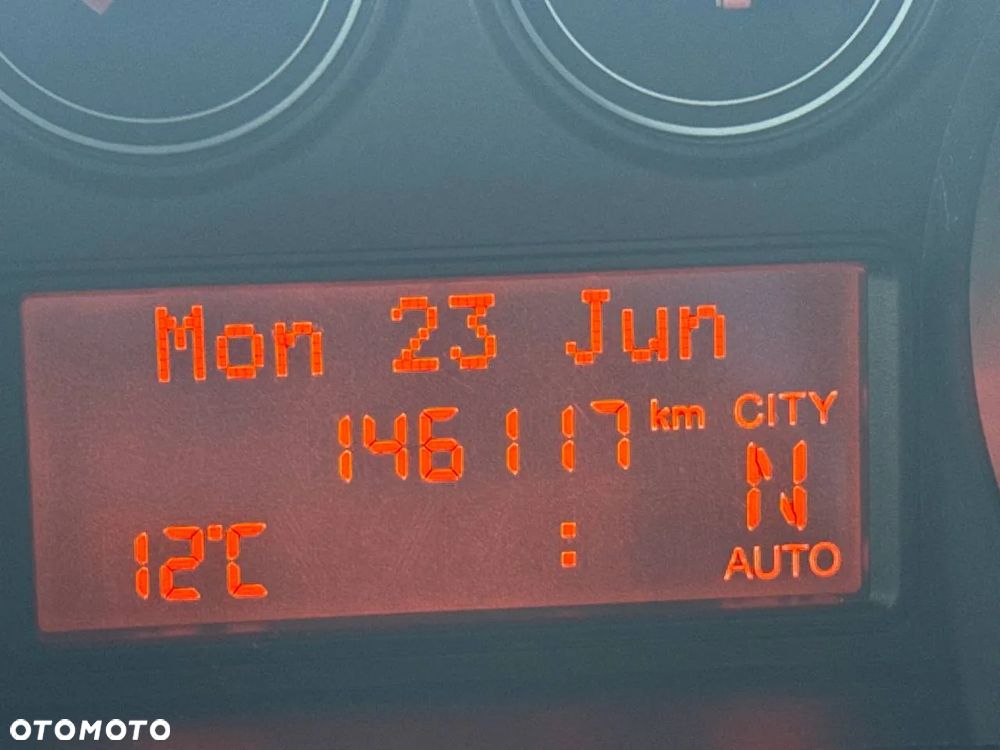 Mon 23 Jun
146117 km CITY
N
12°C :
AUTO
OTOMOTO